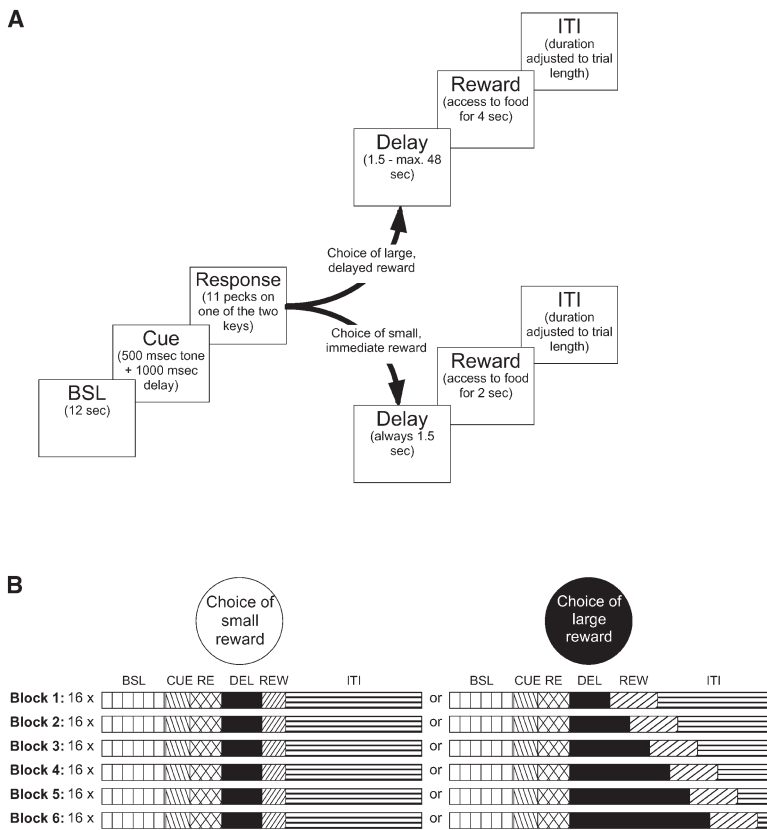 A
ITI
(duration
adjusted to trial
length)
Reward
(access to food
for 4 sec)
Delay
(1.5 - max. 48
sec)
Choice of large,
delayed reward
Response
(11 pecks on
one of the two
keys)
Cue
(500 msec tone
+ 1000 msec
delay)
BSL
(12 sec)
Choice of small,
immediate reward
ITI
(duration
adjusted to trial
length)
Reward
(access to food
for 2 sec)
Delay
(always 1.5
sec)
B
Choice of
small
reward
Choice of
large
reward
BSL CUE RE DEL REW ITI BSL CUE RE DEL REW ITI
Block 1: 16 x or
Block 2: 16 x or
Block 3: 16 x or
Block 4: 16 x or
Block 5: 16 x or
Block 6: 16 x or